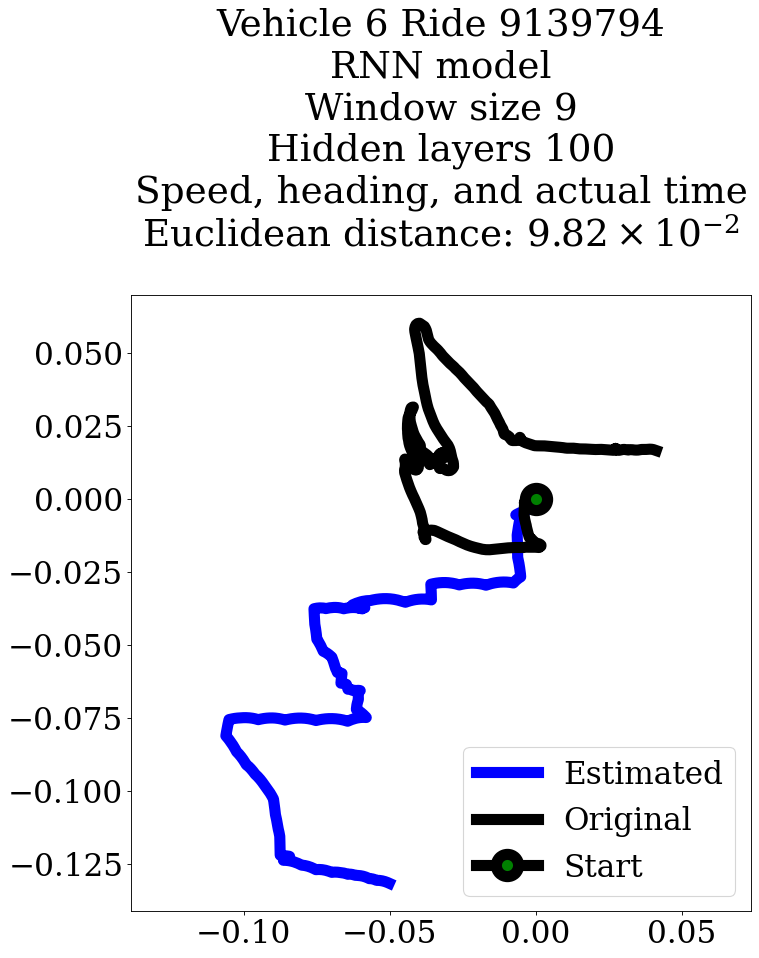 Vehicle 6 Ride 9139794
RNN model
Window size 9
Hidden layers 100
Speed, heading, and actual time
Euclidean distance: 9.82 × 10⁻²
0.050
0.025
0.000
−0.025
−0.050
−0.075
−0.100
−0.125
Estimated
Original
Start
−0.10
−0.05
0.00
0.05